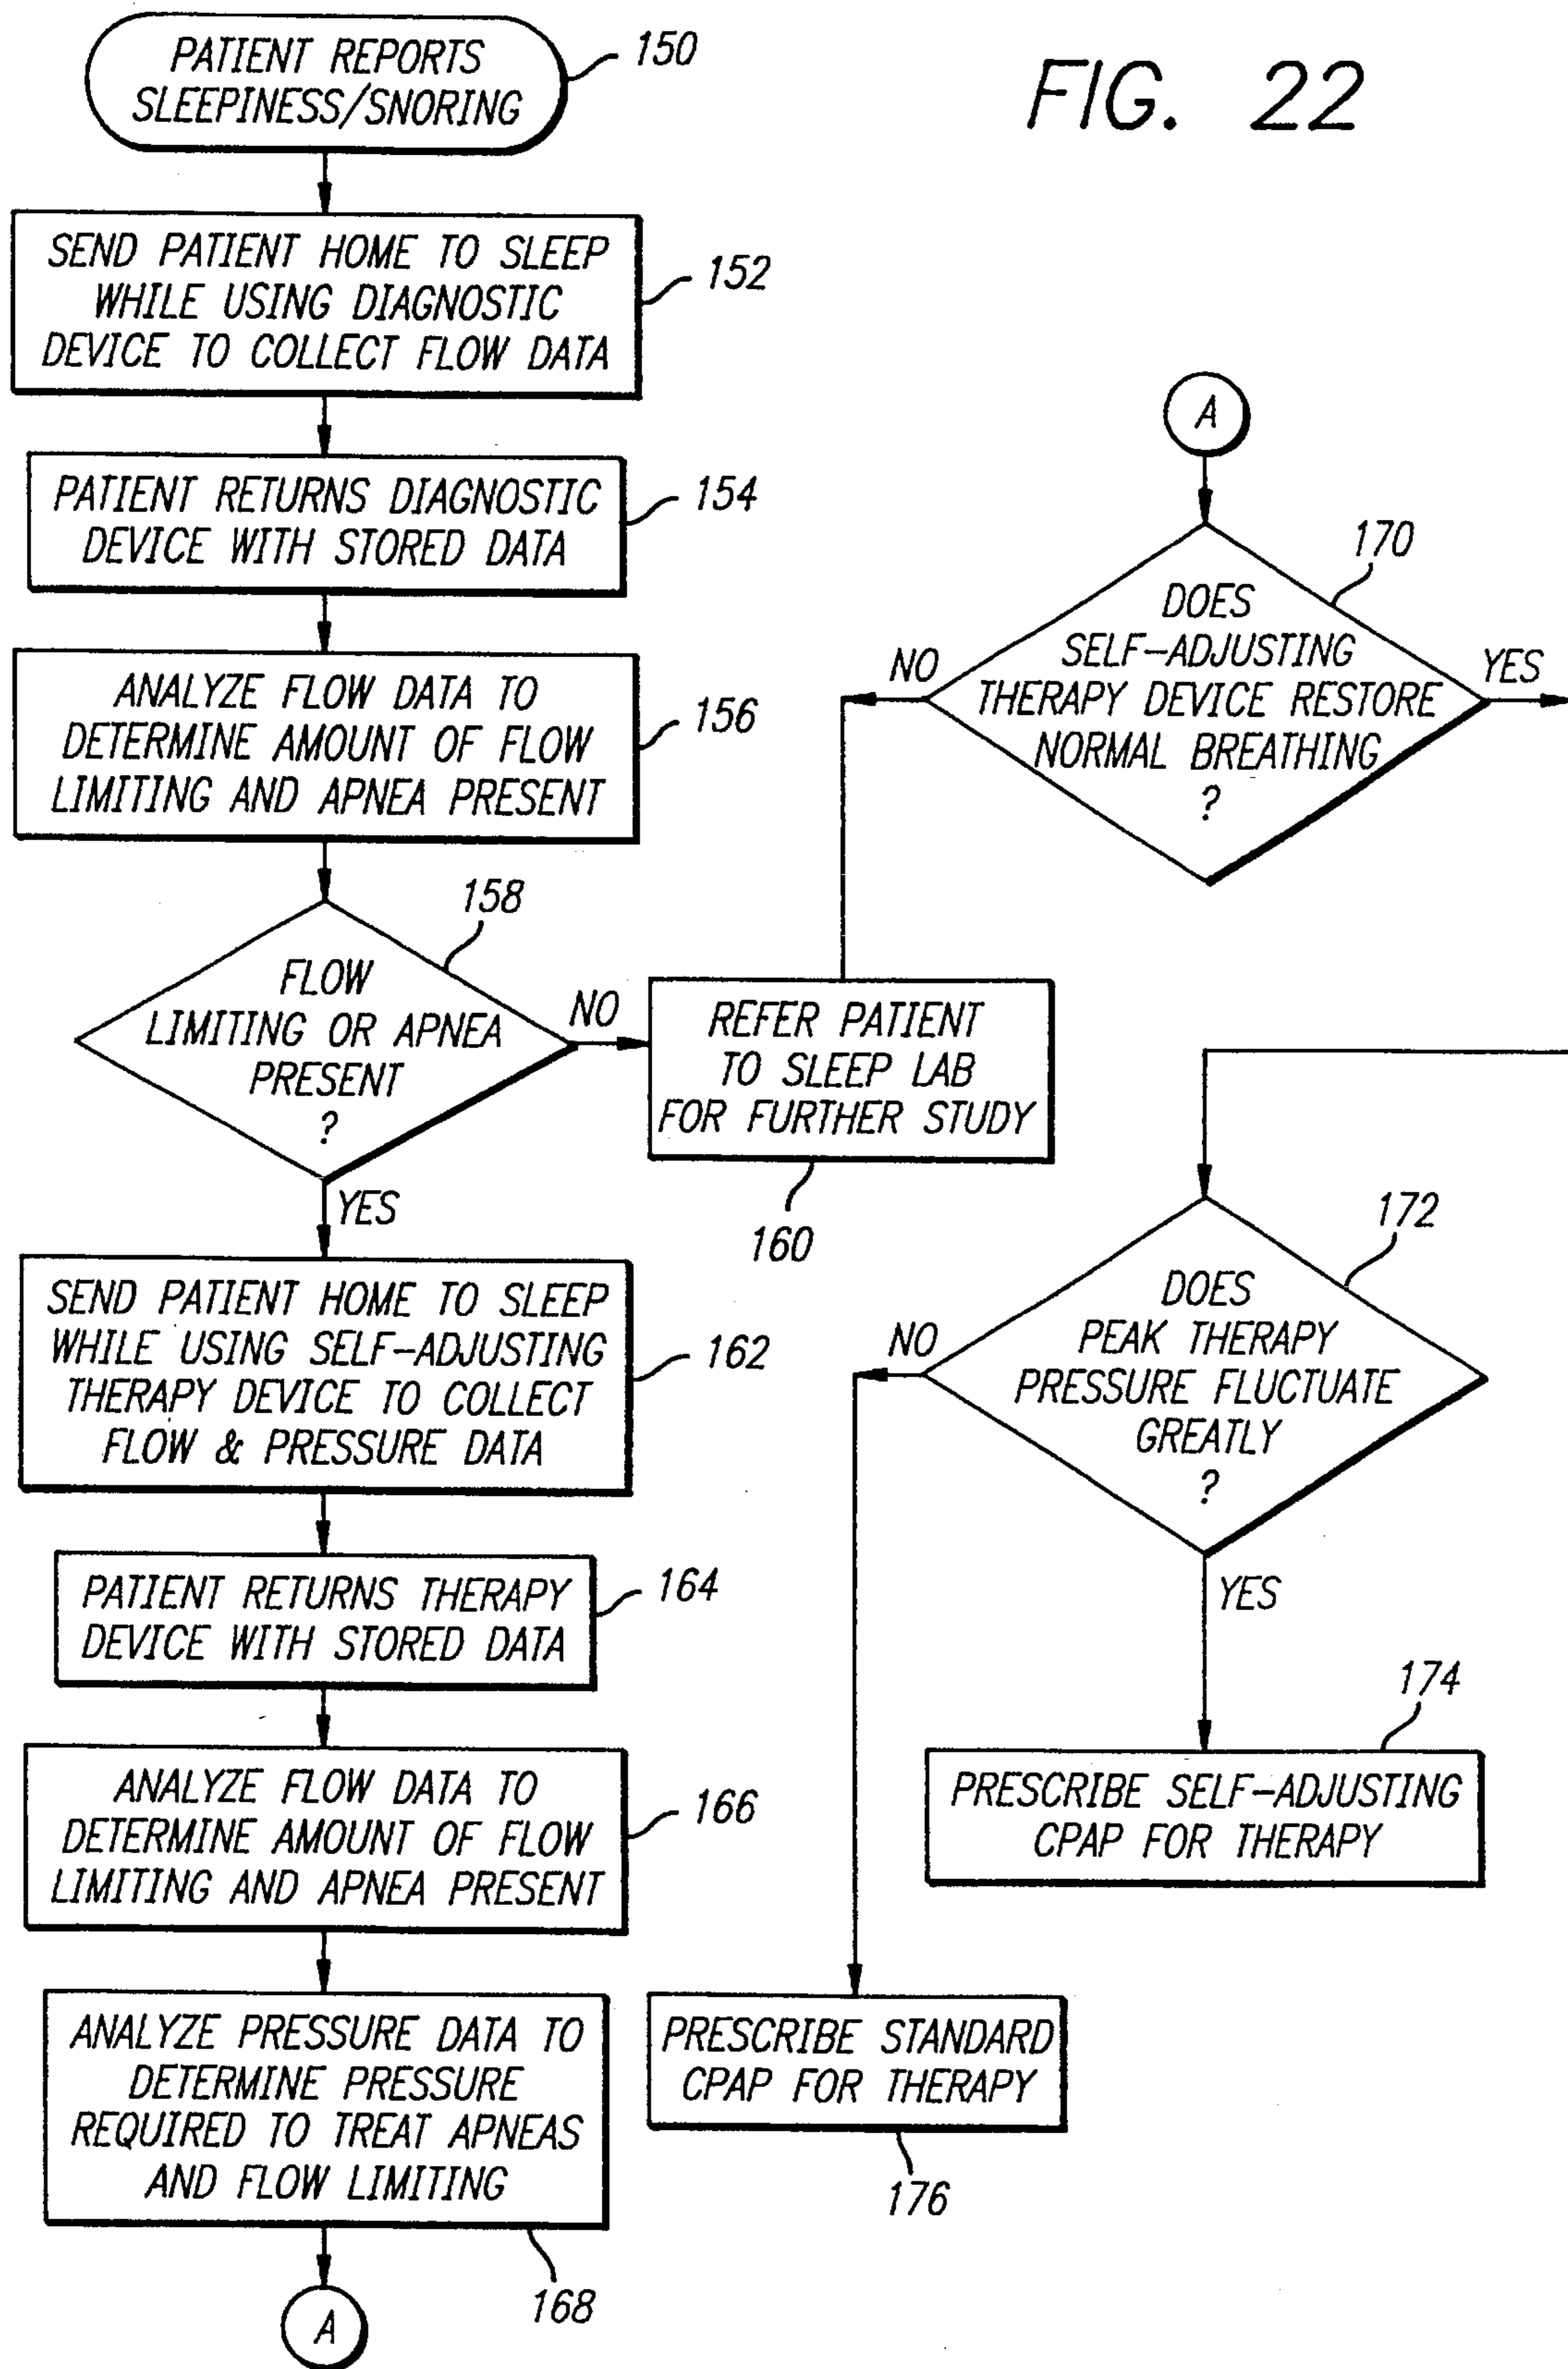 FIG. 22
PATIENT REPORTS
SLEEPINESS/SNORING
150
SEND PATIENT HOME TO SLEEP
WHILE USING DIAGNOSTIC
DEVICE TO COLLECT FLOW DATA
152
PATIENT RETURNS DIAGNOSTIC
DEVICE WITH STORED DATA
154
ANALYZE FLOW DATA TO
DETERMINE AMOUNT OF FLOW
LIMITING AND APNEA PRESENT
156
158
FLOW
LIMITING OR APNEA
PRESENT
?
NO
YES
REFER PATIENT
TO SLEEP LAB
FOR FURTHER STUDY
160
SEND PATIENT HOME TO SLEEP
WHILE USING SELF-ADJUSTING
THERAPY DEVICE TO COLLECT
FLOW & PRESSURE DATA
162
PATIENT RETURNS THERAPY
DEVICE WITH STORED DATA
164
ANALYZE FLOW DATA TO
DETERMINE AMOUNT OF FLOW
LIMITING AND APNEA PRESENT
166
ANALYZE PRESSURE DATA TO
DETERMINE PRESSURE
REQUIRED TO TREAT APNEAS
AND FLOW LIMITING
168
A
A
170
DOES
SELF-ADJUSTING
THERAPY DEVICE RESTORE
NORMAL BREATHING
?
NO
YES
172
DOES
PEAK THERAPY
PRESSURE FLUCTUATE
GREATLY
?
NO
YES
174
PRESCRIBE SELF-ADJUSTING
CPAP FOR THERAPY
PRESCRIBE STANDARD
CPAP FOR THERAPY
176